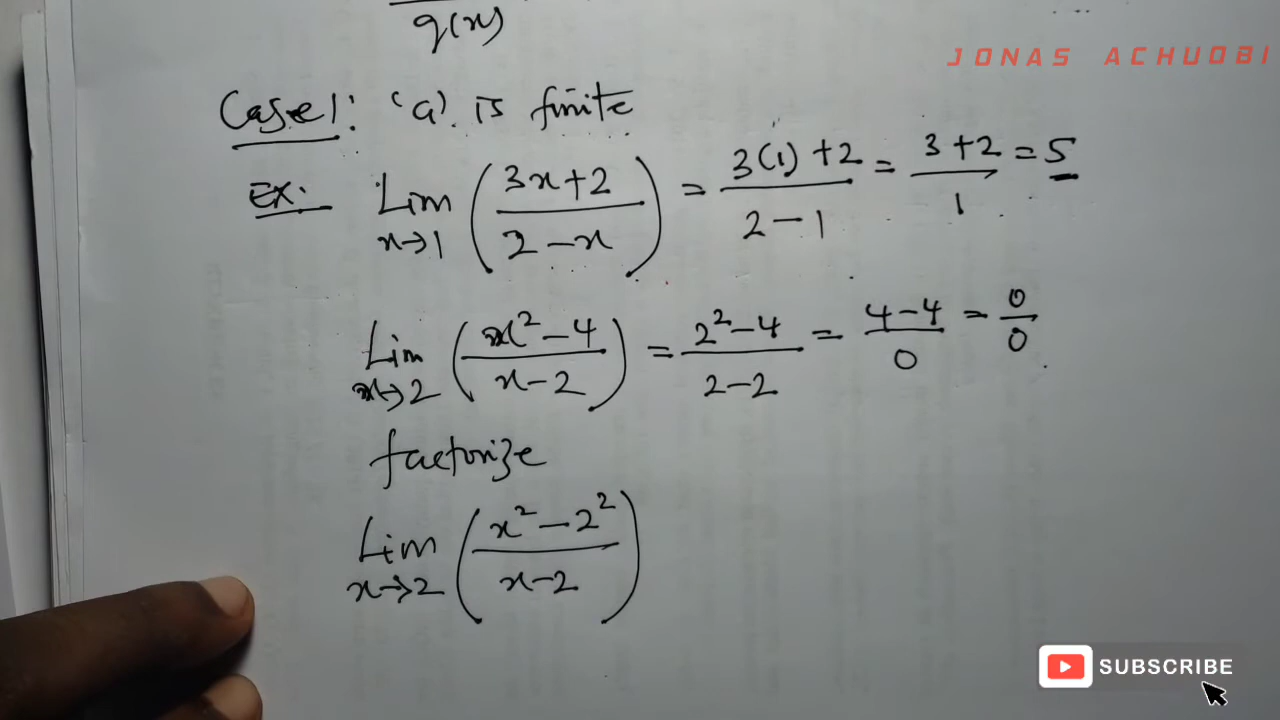 q(x)
JONAS ACHUOBI
Case 1: 'a' is finite
Ex: Lim x→1 (3x+2 / 2-x) = 3(1)+2 / 2-1 = 3+2 / 1 = 5
Lim x→2 (x²-4 / x-2) = 2²-4 / 2-2 = 4-4 / 0 = 0/0
factorize
Lim x→2 (x²-2² / x-2)
SUBSCRIBE